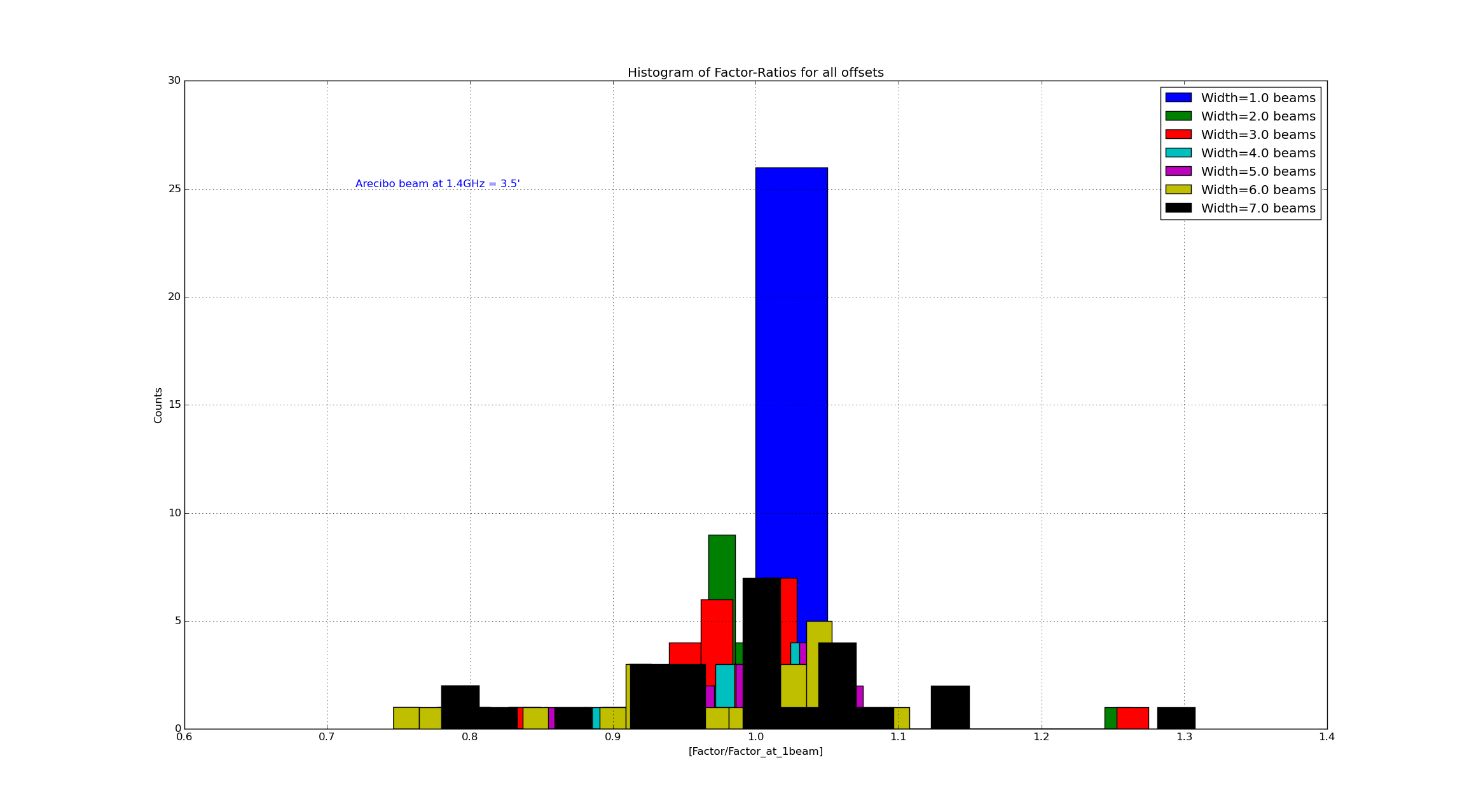 Histogram of Factor-Ratios for all offsets
30
25
20
15
10
5
0
Counts
Arecibo beam at 1.4GHz = 3.5'
Width=1.0 beams
Width=2.0 beams
Width=3.0 beams
Width=4.0 beams
Width=5.0 beams
Width=6.0 beams
Width=7.0 beams
0.6 0.7 0.8 0.9 1.0 1.1 1.2 1.3 1.4
[Factor/Factor_at_1beam]